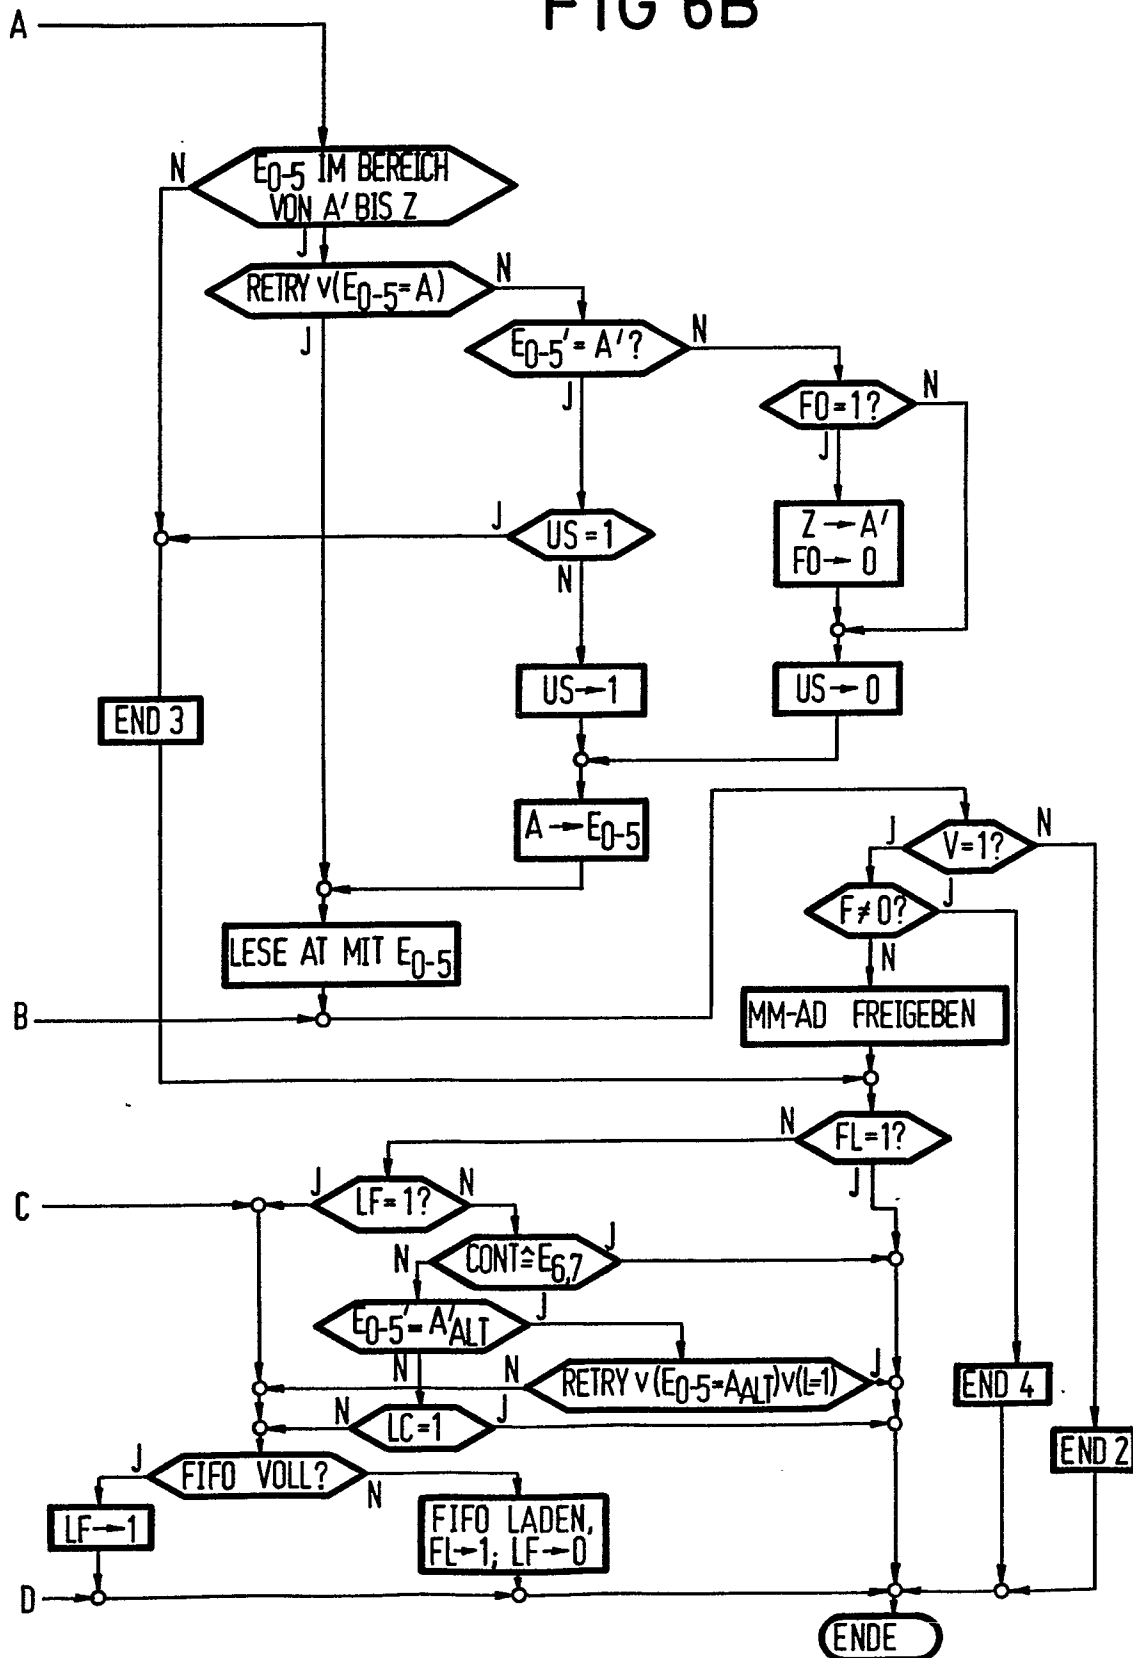 FIG 6B
A
N
E0-5 IM BEREICH
VON A' BIS Z
J
RETRY v(E0-5=A)
N
J
E0-5'=A'?
N
J
F0=1?
N
J
Z→A'
F0→0
J
US=1
N
US→1
US→0
END 3
A→E0-5
V=1?
J
N
F≠0?
J
N
LESE AT MIT E0-5
MM-AD FREIGEBEN
B
FL=1?
N
J
C
J
LF=1?
N
N
CONT≙E6,7
J
E0-5'=A'ALT
J
N
N
RETRY v(E0-5=AALT)v(L=1)
J
END 4
N
LC=1
J
END 2
J
FIFO VOLL?
N
LF→1
FIFO LADEN,
FL→1; LF→0
D
ENDE